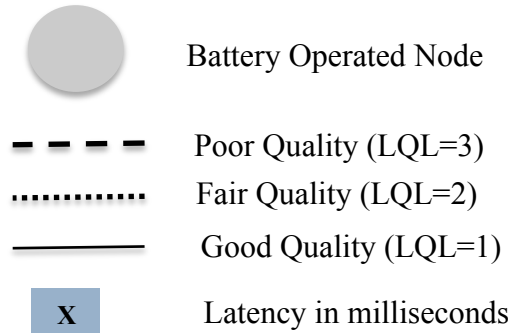 Battery Operated Node
Poor Quality (LQL=3)
Fair Quality (LQL=2)
Good Quality (LQL=1)
X Latency in milliseconds